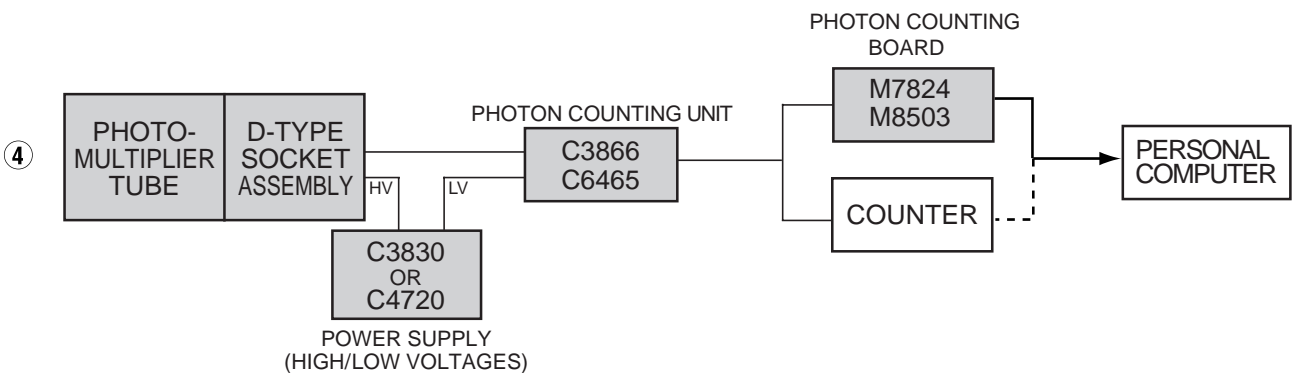 PHOTON COUNTING
BOARD
M7824
M8503
PHOTON COUNTING UNIT
4
PHOTO-
MULTIPLIER
TUBE
D-TYPE
SOCKET
ASSEMBLY
HV
LV
C3866
C6465
PERSONAL
COMPUTER
COUNTER
C3830
OR
C4720
POWER SUPPLY
(HIGH/LOW VOLTAGES)